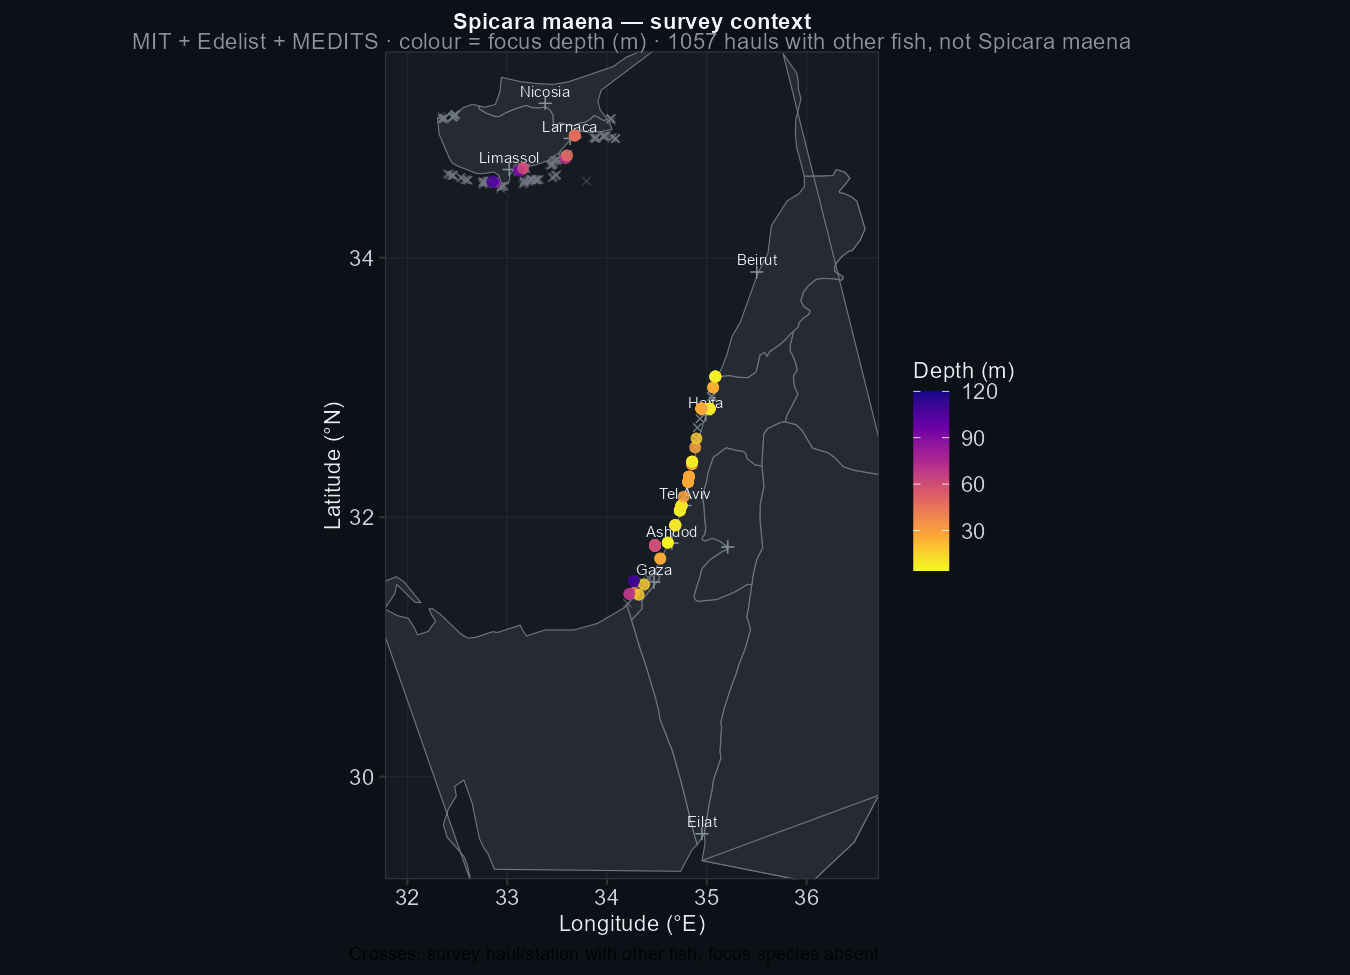 Spicara maena — survey context
MIT + Edelist + MEDITS · colour = focus depth (m) · 1057 hauls with other fish, not Spicara maena
Nicosia
Larnaca
Limassol
Beirut
Haifa
Tel Aviv
Ashdod
Gaza
Eilat
34
32
30
Latitude (°N)
32 33 34 35 36
Longitude (°E)
Depth (m)
120
90
60
30
Crosses: survey haul/station with other fish, focus species absent